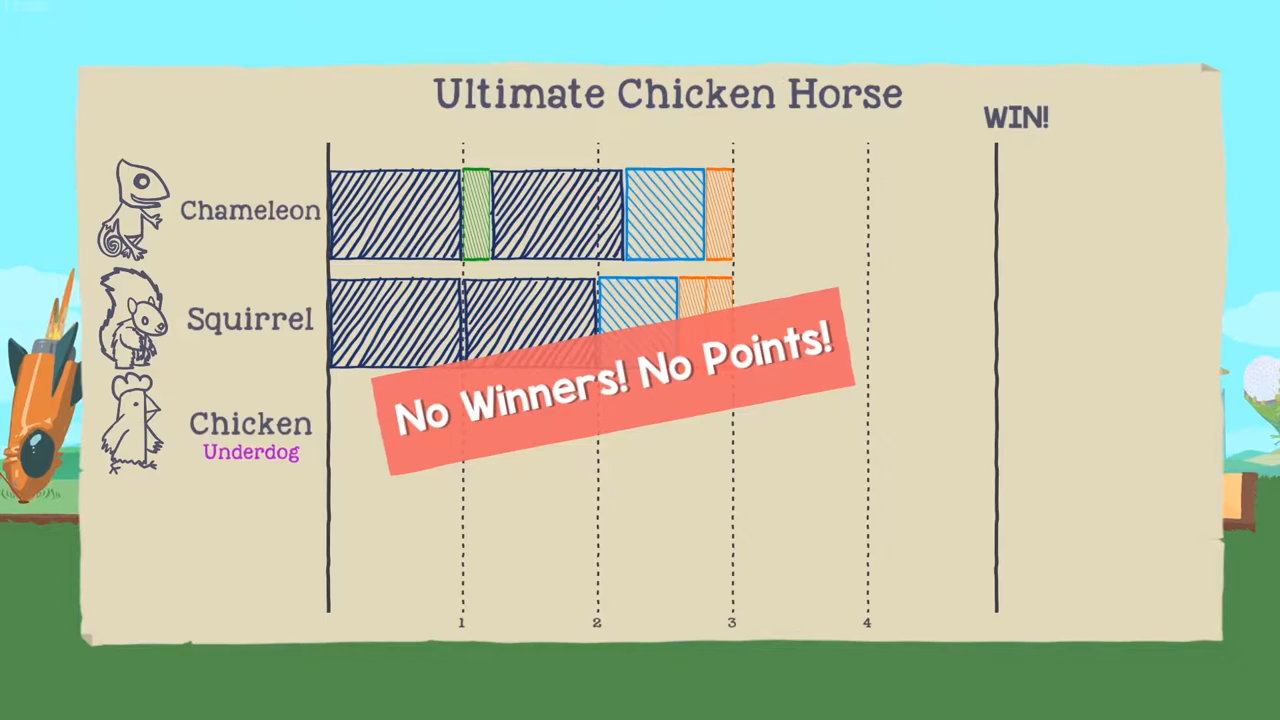 Ultimate Chicken Horse
WIN!
Chameleon
Squirrel
No Winners! No Points!
Chicken
Underdog
1 2 3 4